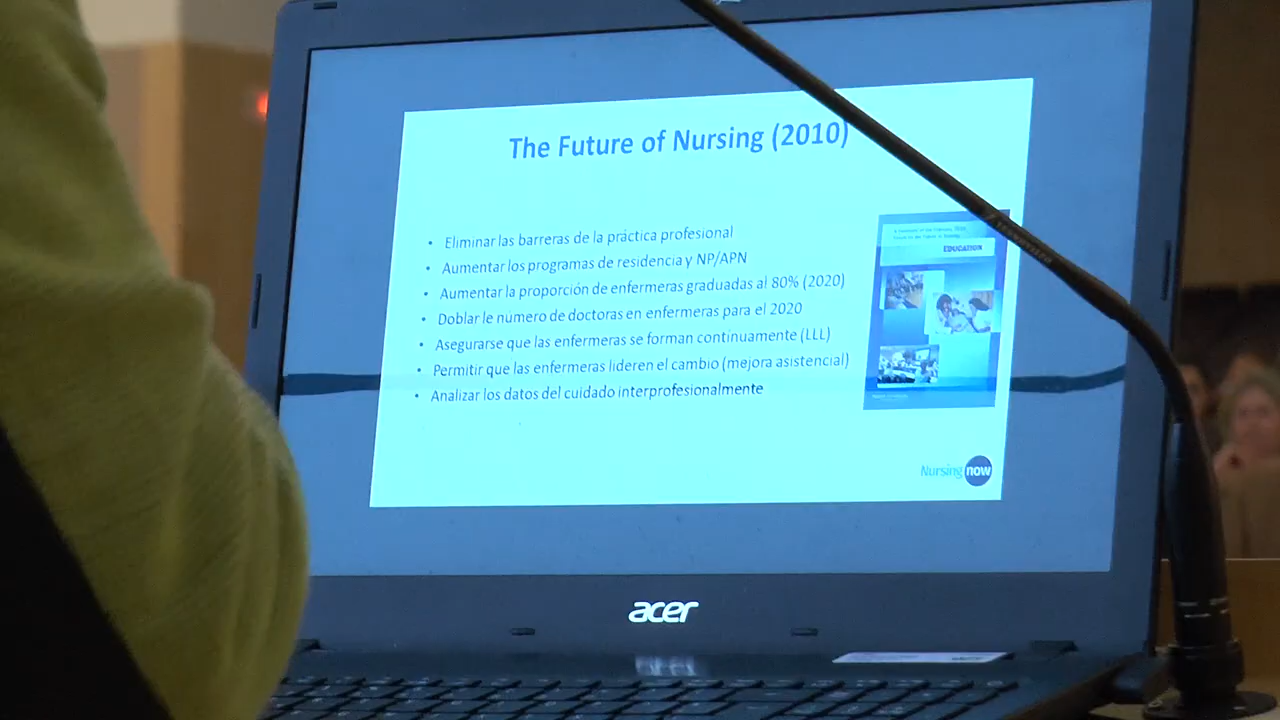 The Future of Nursing (2010)
• Eliminar las barreras de la práctica profesional
• Aumentar los programas de residencia y NP/APN
• Aumentar la proporción de enfermeras graduadas al 80% (2020)
• Doblar le número de doctoras en enfermeras para el 2020
• Asegurarse que las enfermeras se forman continuamente (LLL)
• Permitir que las enfermeras lideren el cambio (mejora asistencial)
• Analizar los datos del cuidado interprofesionalmente
EDUCATION
Nursing now
acer